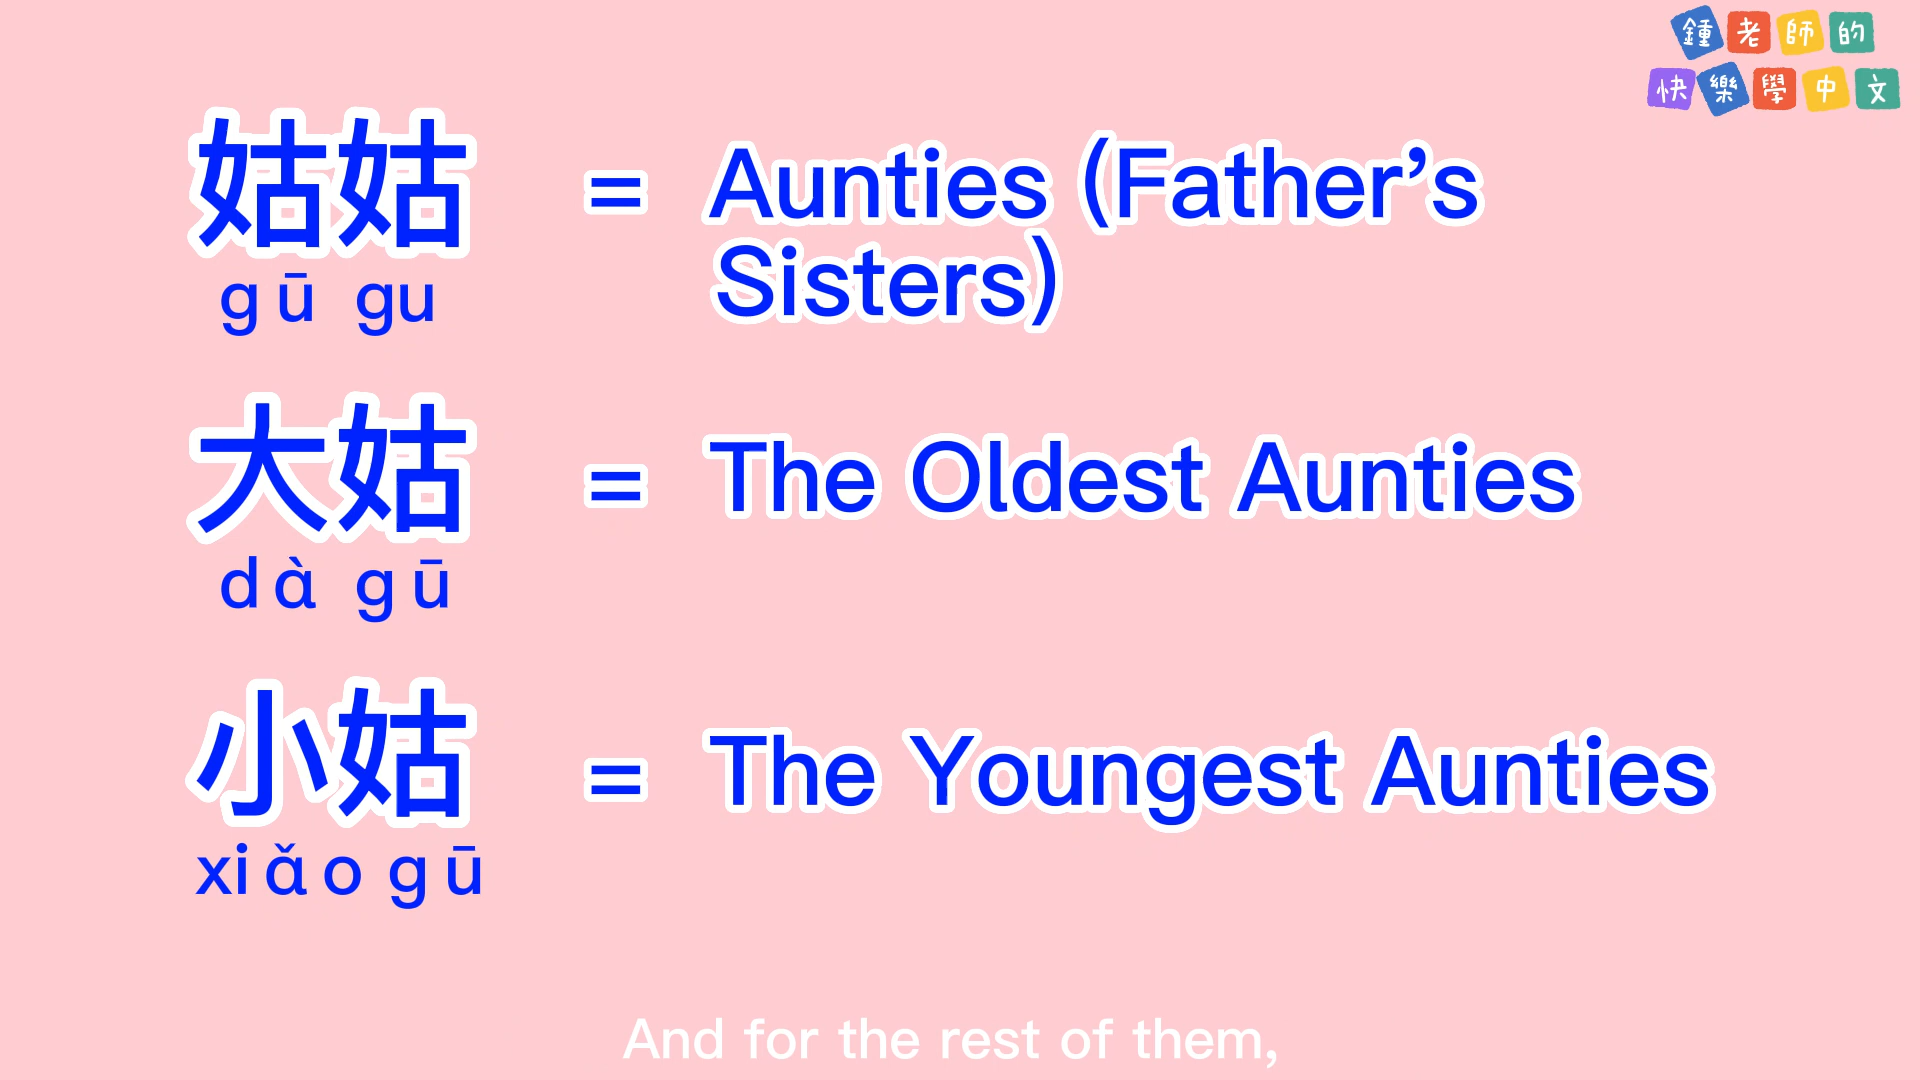 鍾老師的
快樂學中文
姑姑 = Aunties (Father’s
Sisters)
gū gu
大姑 = The Oldest Aunties
dà gū
小姑 = The Youngest Aunties
xiǎo gū
And for the rest of them,